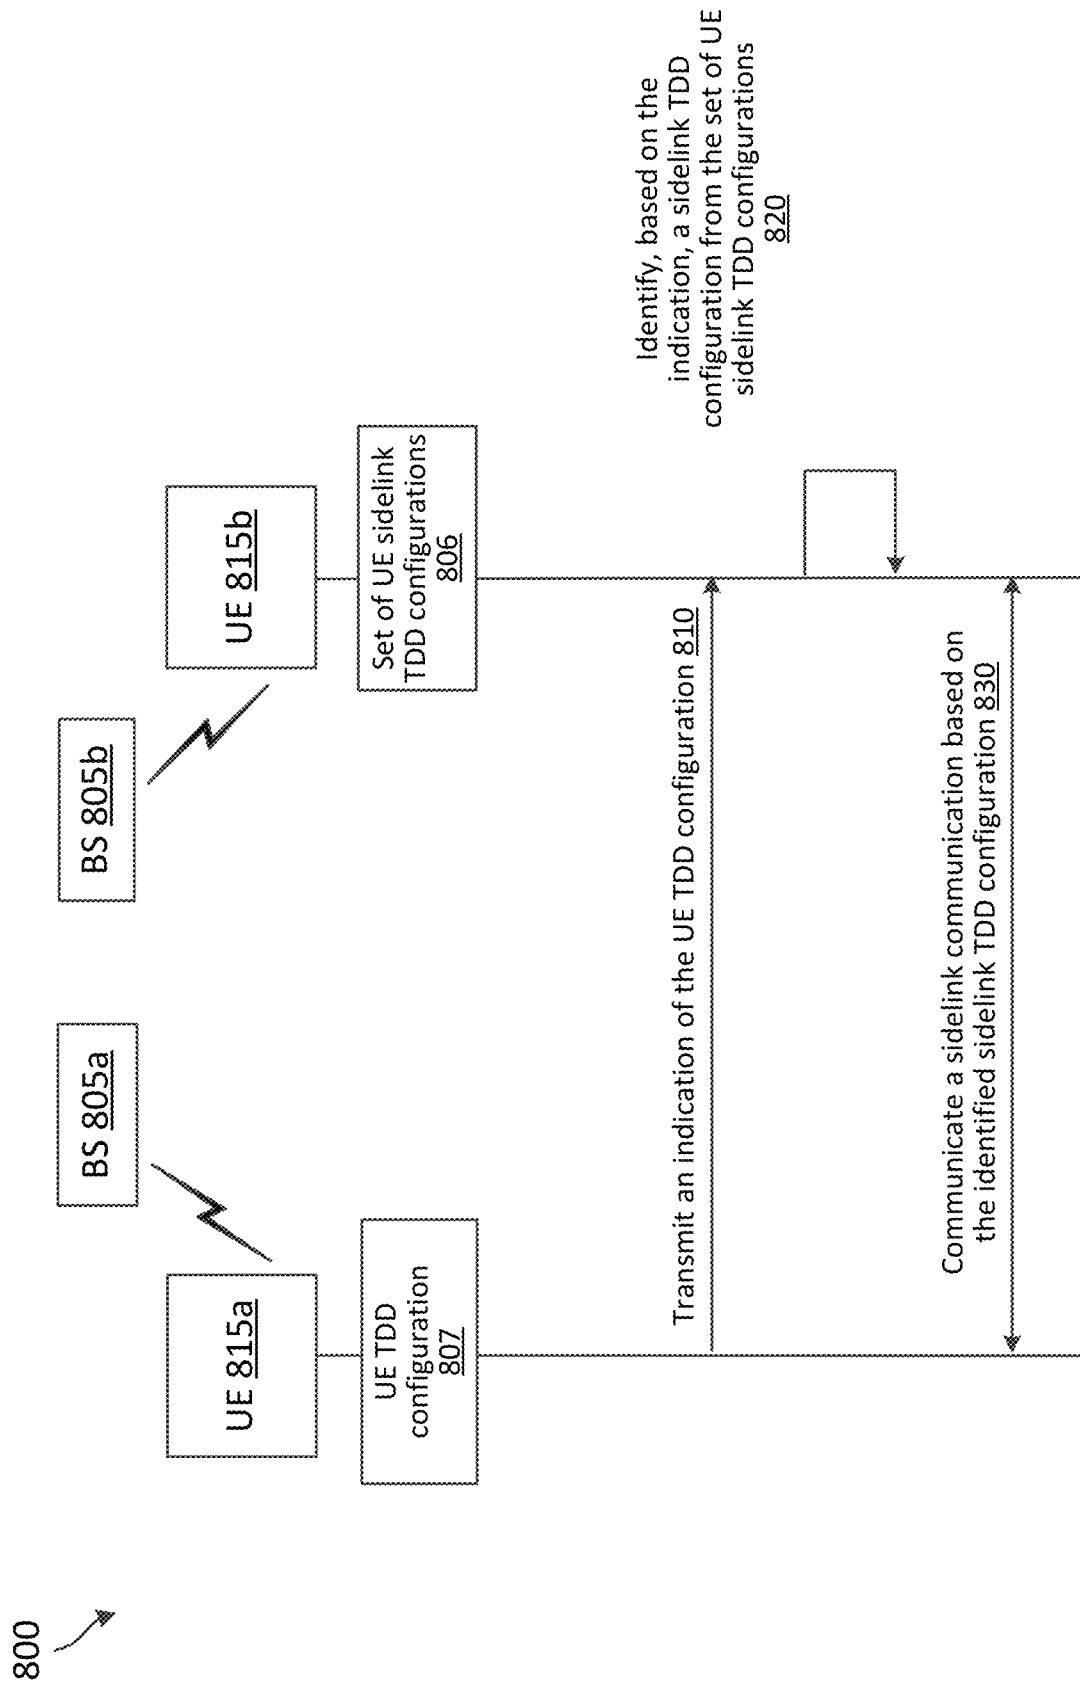 800
BS 805a
BS 805b
UE 815a
UE 815b
UE TDD
configuration
807
Set of UE sidelink
TDD configurations
806
Transmit an indication of the UE TDD configuration 810
Identify, based on the
indication, a sidelink TDD
configuration from the set of UE
sidelink TDD configurations
820
Communicate a sidelink communication based on
the identified sidelink TDD configuration 830